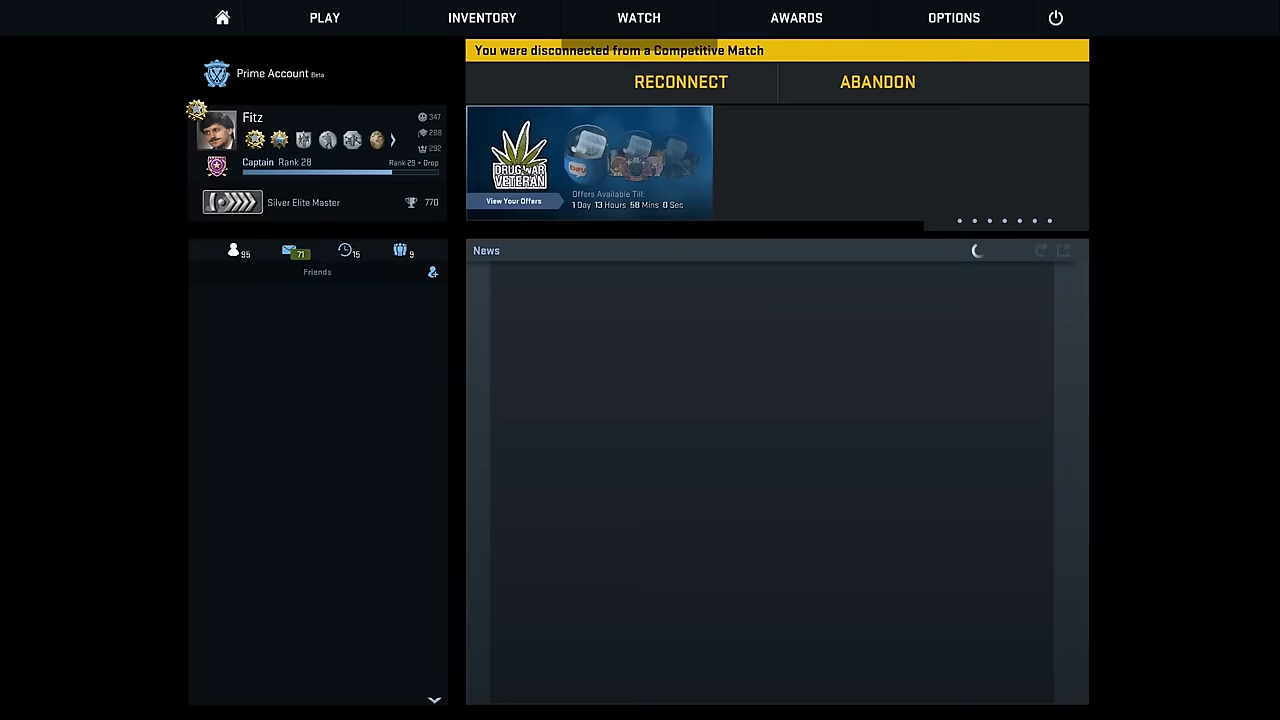 PLAY
INVENTORY
WATCH
AWARDS
OPTIONS
You were disconnected from a Competitive Match
RECONNECT
ABANDON
Prime Account Beta
Fitz
347
288
292
Captain Rank 28
Rank 29 + Drop
Silver Elite Master
770
DRUG WAR
VETERAN
View Your Offers
Offers Available Till:
1 Day 13 Hours 58 Mins 0 Sec
95
71
15
9
Friends
News